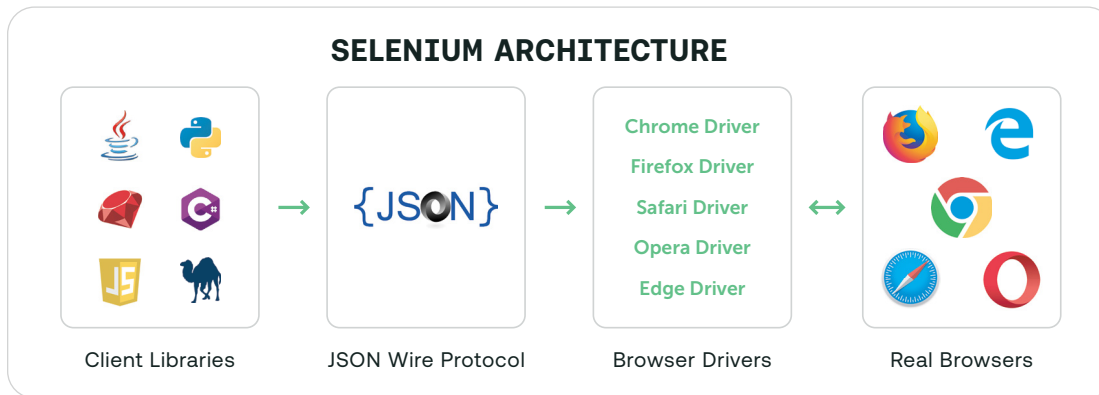 SELENIUM ARCHITECTURE
C#
JS
{JSON}
Chrome Driver
Firefox Driver
Safari Driver
Opera Driver
Edge Driver
Client Libraries
JSON Wire Protocol
Browser Drivers
Real Browsers